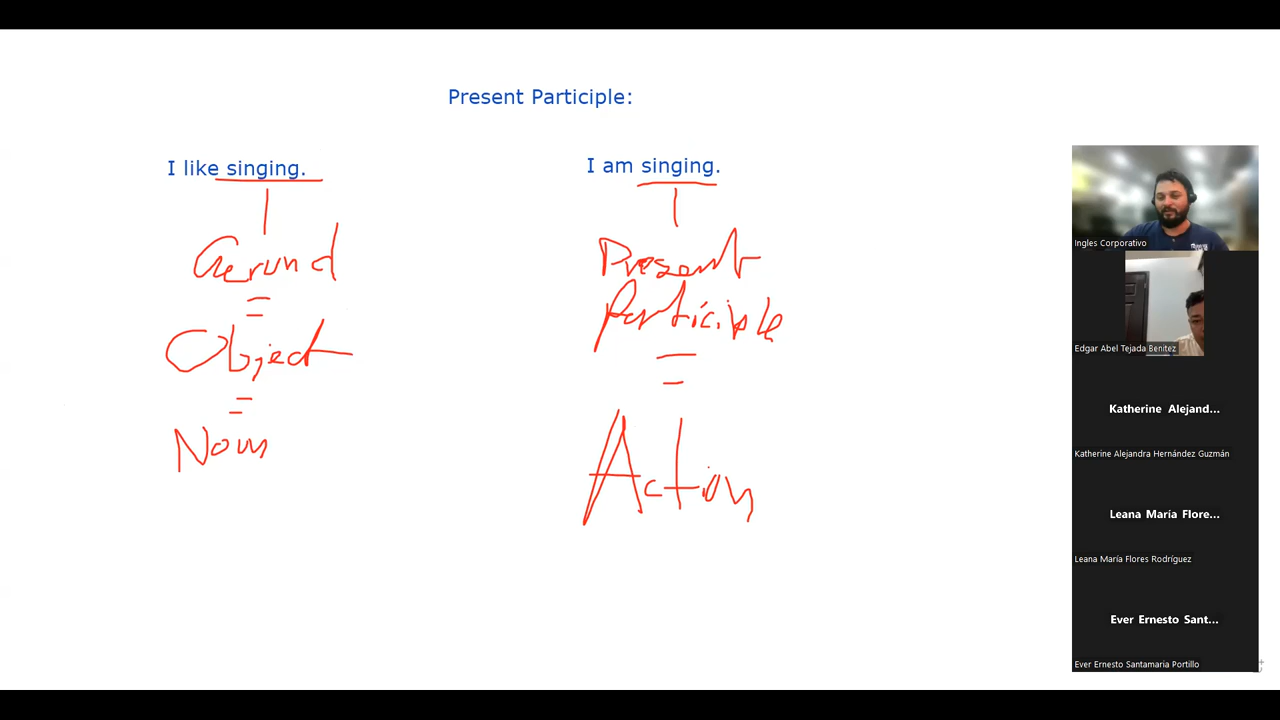 Present Participle:
I like singing.
I am singing.
Gerund
=
Object
=
Noun
Present
Participle
=
Action
Ingles Corporativo
Edgar Abel Tejada Benitez
Katherine Alejand...
Katherine Alejandra Hernández Guzmán
Leana María Flore...
Leana María Flores Rodríguez
Ever Ernesto Sant...
Ever Ernesto Santamaria Portillo